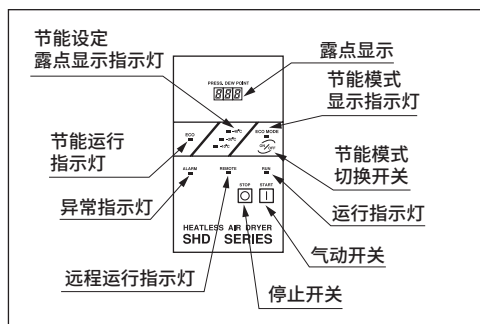 节能设定
露点显示指示灯
露点显示
节能模式
显示指示灯
PRESS, DEW POINT
888
ECO
ECO MODE
ON/OFF
节能运行
指示灯
节能模式
切换开关
ALARM
REMOTE
RUN
异常指示灯
运行指示灯
STOP
START
HEATLESS AIR DRYER
SHD SERIES
气动开关
远程运行指示灯
停止开关